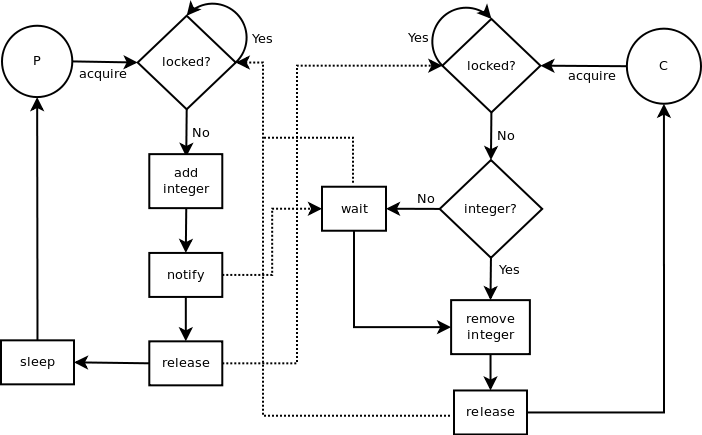 Yes
Yes
P
locked?
locked?
C
acquire
acquire
No
No
add
integer
No
wait
integer?
notify
Yes
remove
integer
sleep
release
release